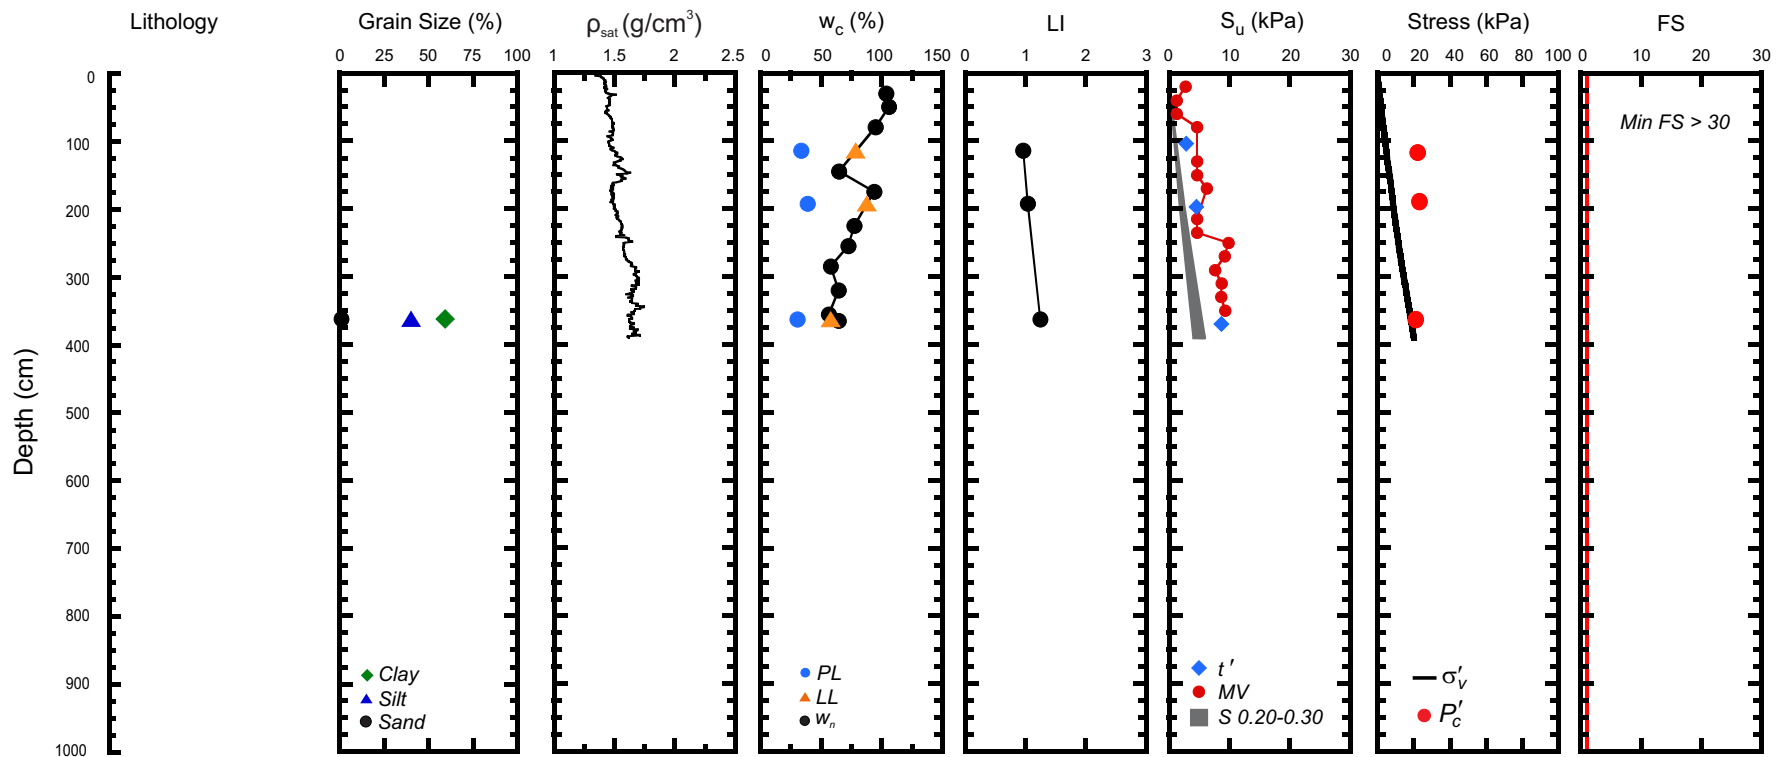 Lithology
Grain Size (%)
ρsat (g/cm³)
wc (%)
LI
Su (kPa)
Stress (kPa)
FS
0 25 50 75 100
1 1.5 2 2.5
0 50 100 150
0 1 2 3
0 10 20 30
0 20 40 60 80 100
0 10 20 30
Depth (cm)
0
100
200
300
400
500
600
700
800
900
1000
Clay
Silt
Sand
PL
LL
wn
t′
MV
S 0.20-0.30
σ′v
P′c
Min FS > 30